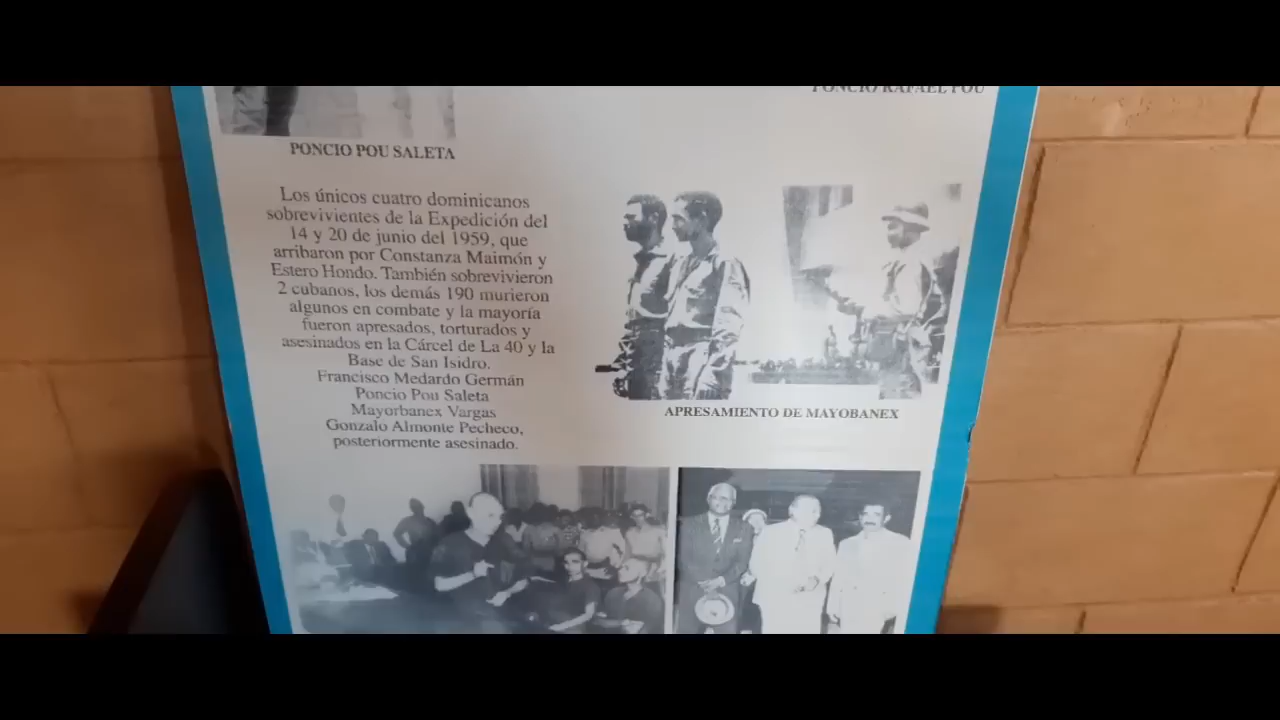 PONCIO RAFAEL POU
PONCIO POU SALETA
Los únicos cuatro dominicanos
sobrevivientes de la Expedición del
14 y 20 de junio del 1959, que
arribaron por Constanza Maimón y
Estero Hondo. También sobrevivieron
2 cubanos, los demás 190 murieron
algunos en combate y la mayoría
fueron apresados, torturados y
asesinados en la Cárcel de La 40 y la
Base de San Isidro.
Francisco Medardo Germán
Poncio Pou Saleta
Mayorbanex Vargas
Gonzalo Almonte Pecheco,
posteriormente asesinado.
APRESAMIENTO DE MAYOBANEX